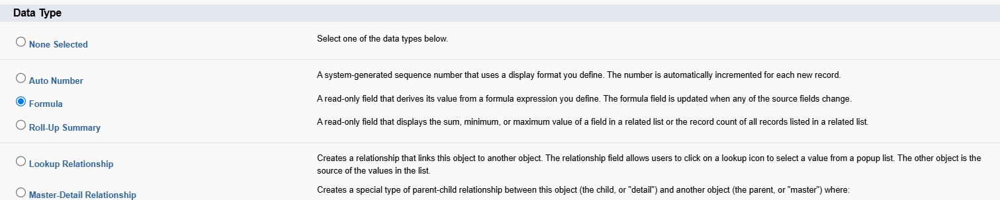 Data Type
None Selected
Select one of the data types below.
Auto Number
A system-generated sequence number that uses a display format you define. The number is automatically incremented for each new record.
Formula
A read-only field that derives its value from a formula expression you define. The formula field is updated when any of the source fields change.
Roll-Up Summary
A read-only field that displays the sum, minimum, or maximum value of a field in a related list or the record count of all records listed in a related list.
Lookup Relationship
Creates a relationship that links this object to another object. The relationship field allows users to click on a lookup icon to select a value from a popup list. The other object is the
source of the values in the list.
Master-Detail Relationship
Creates a special type of parent-child relationship between this object (the child, or "detail") and another object (the parent, or "master") where: